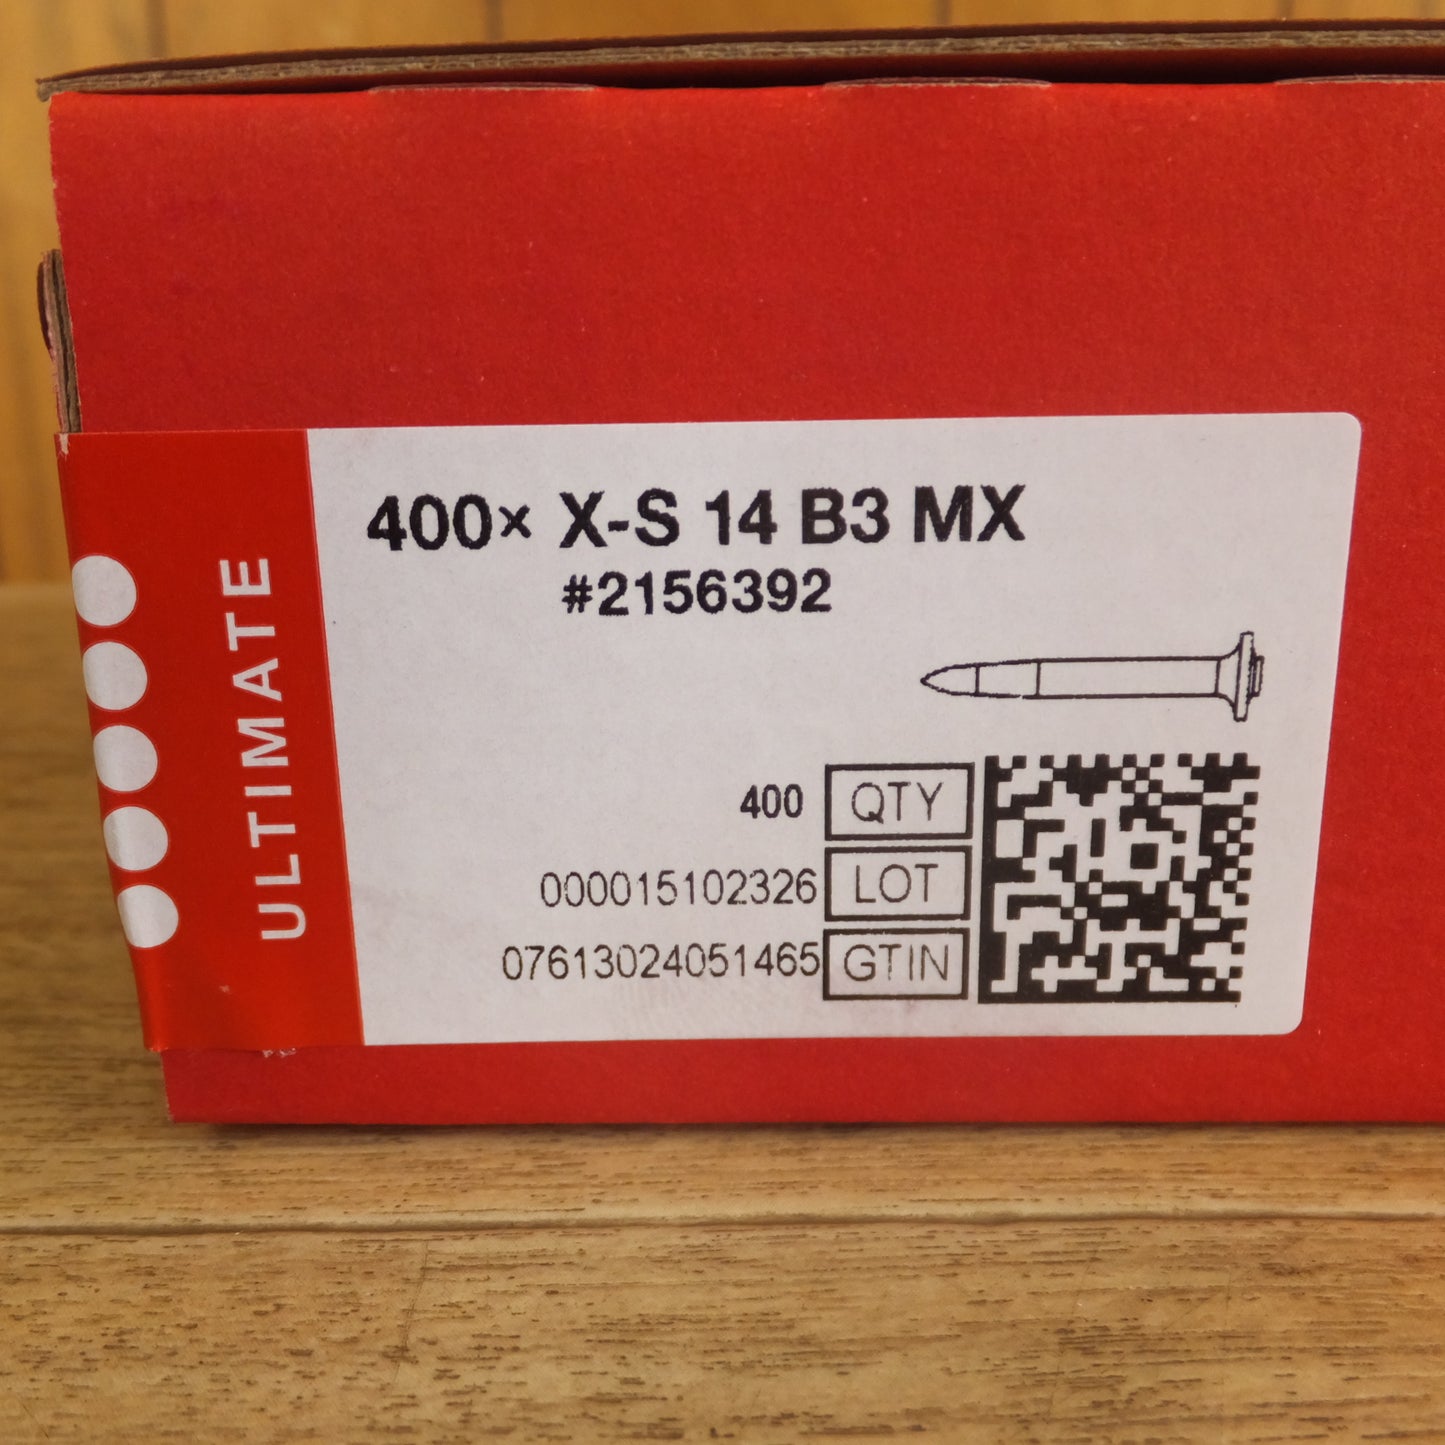 ULTIMATE
400× X-S 14 B3 MX
#2156392
400 QTY
000015102326 LOT
07613024051465 GTIN